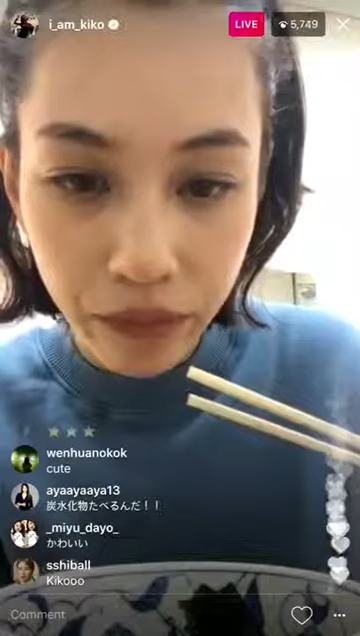 i_am_kiko
LIVE
5,749
wenhuanokok
cute
ayaayaaya13
炭水化物たべるんだ！！
_miyu_dayo_
かわいい
sshiball
Kikooo
Comment